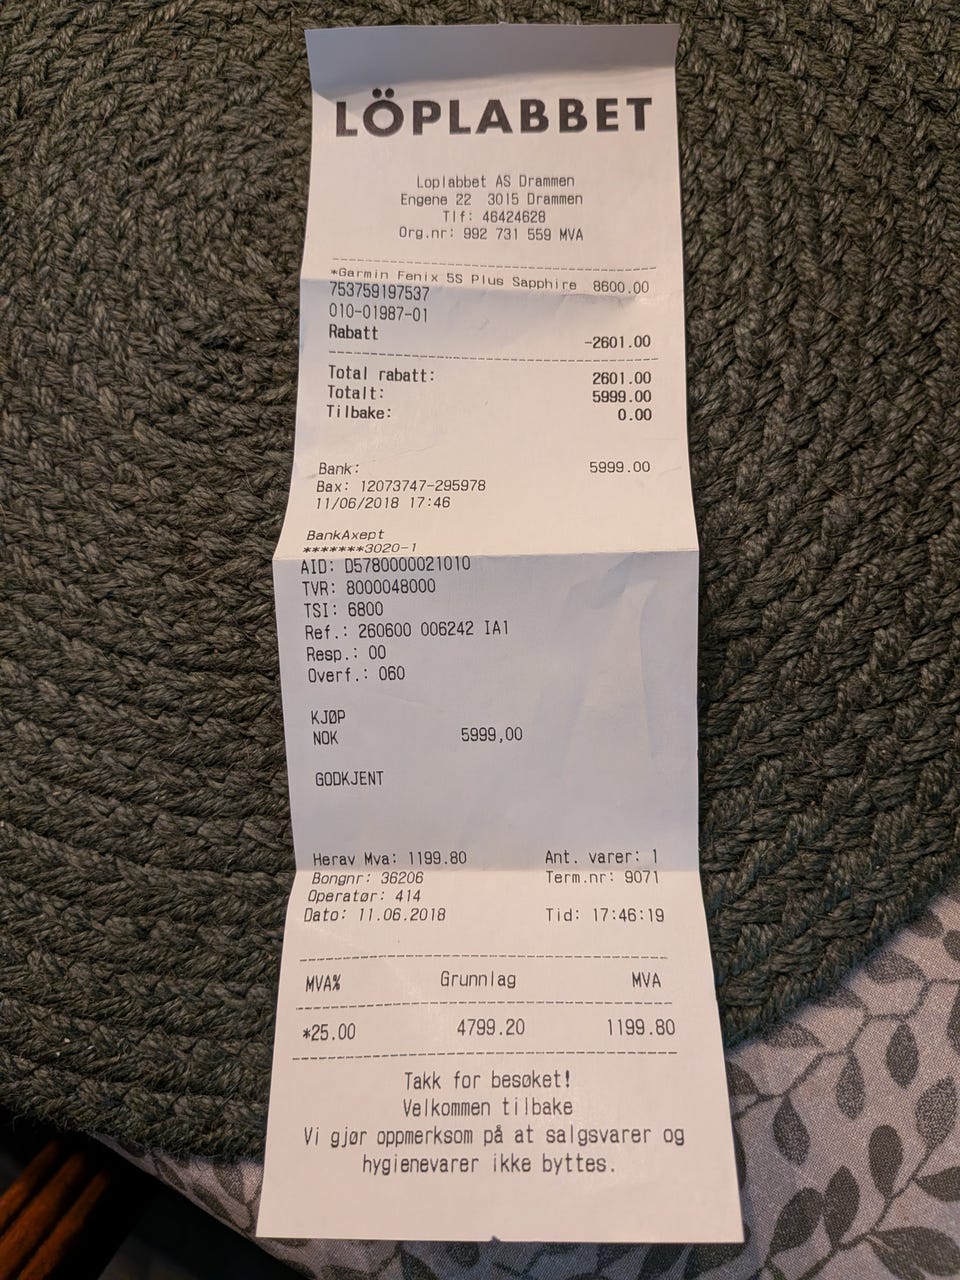 LÖPLABBET
Loplabbet AS Drammen
Engene 22 3015 Drammen
Tlf: 46424628
Org.nr: 992 731 559 MVA
*Garmin Fenix 5S Plus Sapphire 8600.00
753759197537
010-01987-01
Rabatt -2601.00
Total rabatt: 2601.00
Totalt: 5999.00
Tilbake: 0.00
Bank: 5999.00
Bax: 12073747-295978
11/06/2018 17:46
BankAxept
*******3020-1
AID: D5780000021010
TVR: 8000048000
TSI: 6800
Ref.: 260600 006242 IA1
Resp.: 00
Overf.: 060
KJØP
NOK 5999,00
GODKJENT
Herav Mva: 1199.80 Ant. varer: 1
Bongnr: 36206 Term.nr: 9071
Operatør: 414
Dato: 11.06.2018 Tid: 17:46:19
MVA% Grunnlag MVA
*25.00 4799.20 1199.80
Takk for besøket!
Velkommen tilbake
Vi gjør oppmerksom på at salgsvarer og
hygienevarer ikke byttes.